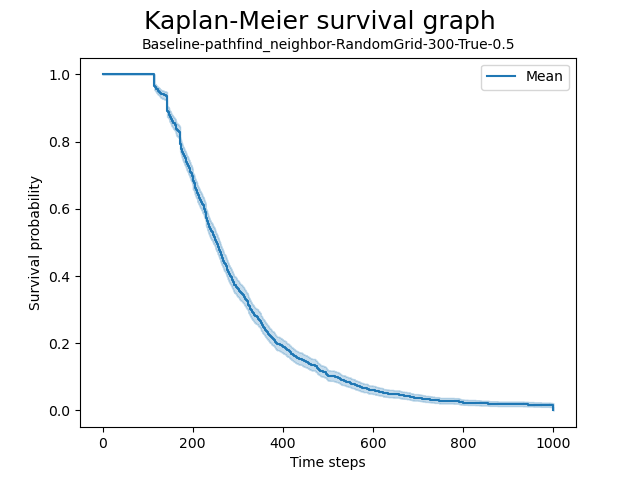 Kaplan-Meier survival graph
Baseline-pathfind_neighbor-RandomGrid-300-True-0.5
Mean
Survival probability
1.0
0.8
0.6
0.4
0.2
0.0
0 200 400 600 800 1000
Time steps